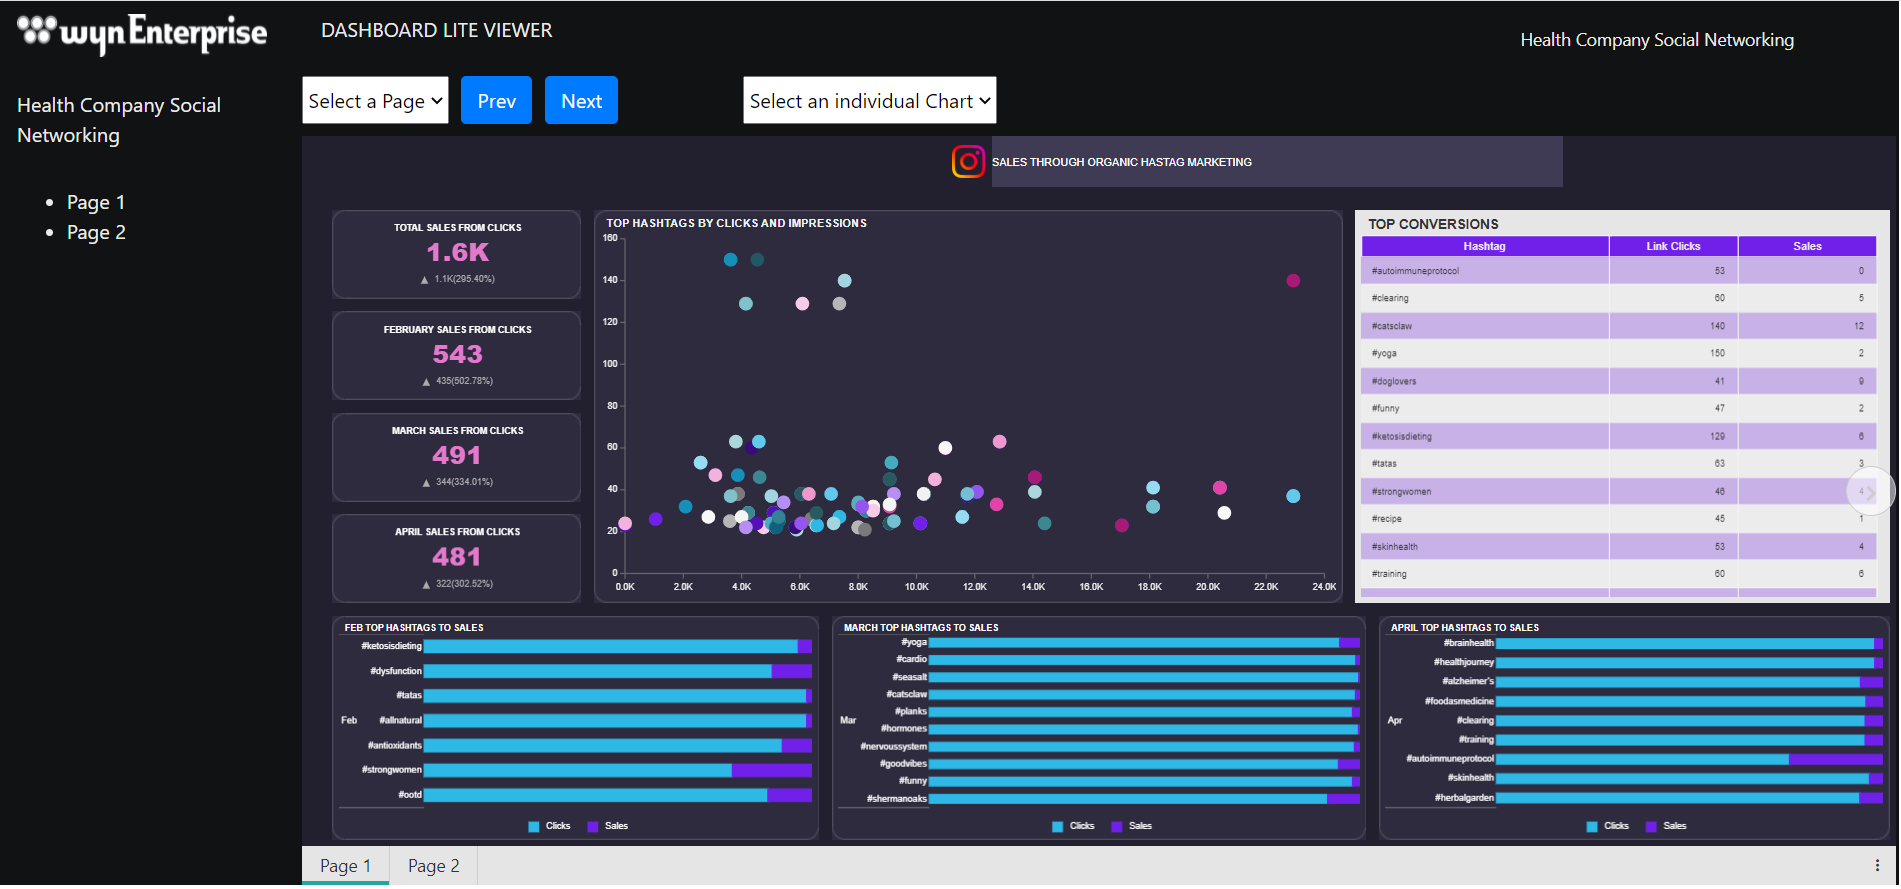 wyn Enterprise
DASHBOARD LITE VIEWER
Health Company Social Networking
Health Company Social
Networking
Page 1
Page 2
Select a Page
Prev
Next
Select an individual Chart
SALES THROUGH ORGANIC HASTAG MARKETING
TOTAL SALES FROM CLICKS
1.6K
▲ 1.1K(295.40%)
FEBRUARY SALES FROM CLICKS
543
▲ 435(502.78%)
MARCH SALES FROM CLICKS
491
▲ 344(334.01%)
APRIL SALES FROM CLICKS
481
▲ 322(302.52%)
TOP HASHTAGS BY CLICKS AND IMPRESSIONS
160
140
120
100
80
60
40
20
0
0.0K 2.0K 4.0K 6.0K 8.0K 10.0K 12.0K 14.0K 16.0K 18.0K 20.0K 22.0K 24.0K
TOP CONVERSIONS
Hashtag Link Clicks Sales
#autoimmuneprotocol 53 0
#clearing 60 5
#catsclaw 140 12
#yoga 150 2
#doglovers 41 9
#funny 47 2
#ketosisdieting 129 6
#tatas 63 3
#strongwomen 46 4
#recipe 45 1
#skinhealth 53 4
#training 60 6
FEB TOP HASHTAGS TO SALES
Feb
#ketosisdieting
#dysfunction
#tatas
#allnatural
#antioxidants
#strongwomen
#ootd
Clicks Sales
MARCH TOP HASHTAGS TO SALES
Mar
#yoga
#cardio
#seasalt
#catsclaw
#planks
#hormones
#nervoussystem
#goodvibes
#funny
#shermanoaks
Clicks Sales
APRIL TOP HASHTAGS TO SALES
Apr
#brainhealth
#healthjourney
#alzheimer's
#foodasmedicine
#clearing
#training
#autoimmuneprotocol
#skinhealth
#herbalgarden
Clicks Sales
Page 1
Page 2